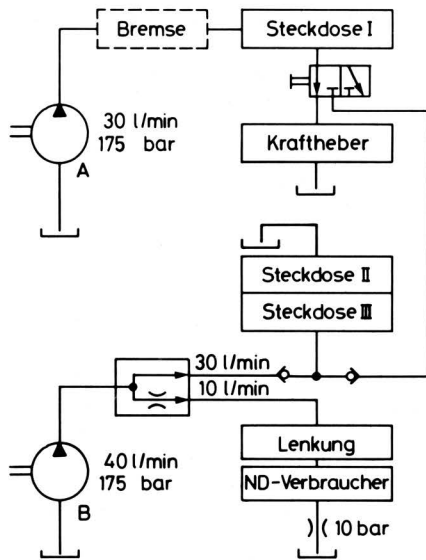 Bremse
Steckdose I
30 l/min
175 bar
A
Kraftheber
Steckdose II
Steckdose III
30 l/min
10 l/min
40 l/min
175 bar
B
Lenkung
ND-Verbraucher
10 bar